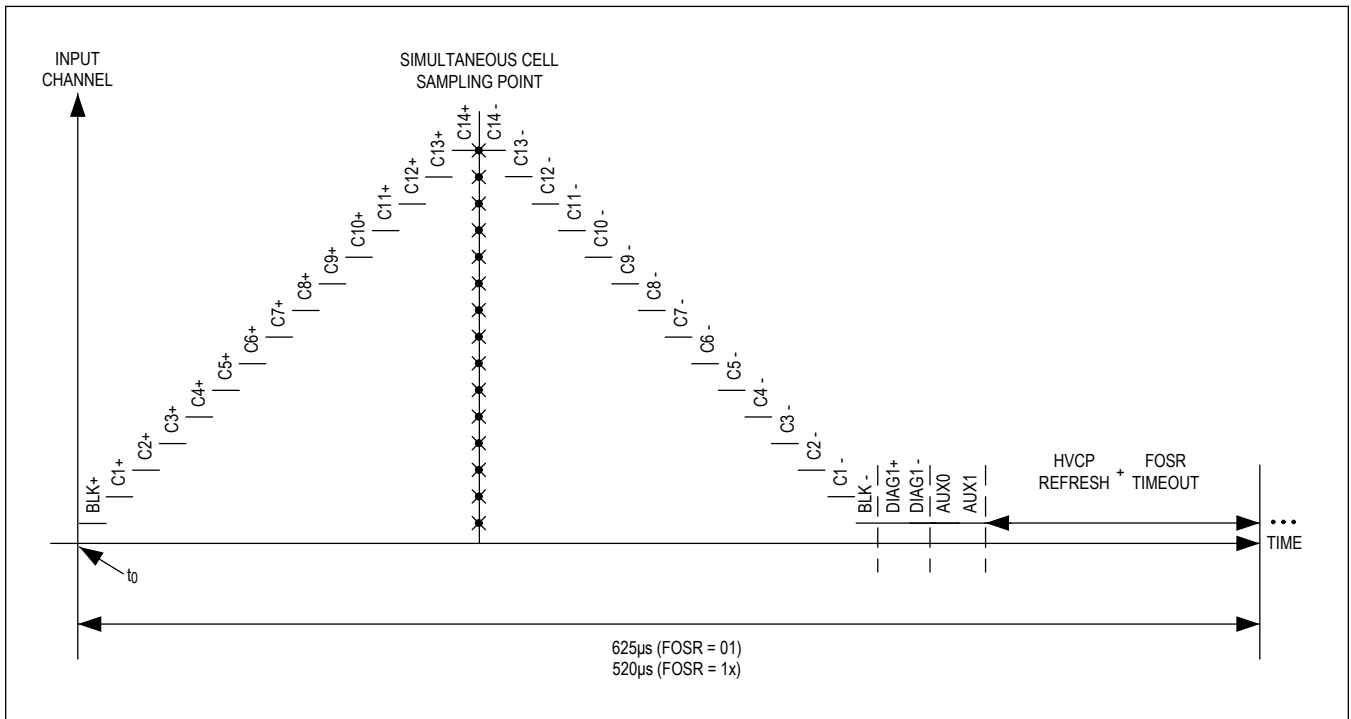 INPUT
CHANNEL
SIMULTANEOUS CELL
SAMPLING POINT
BLK+
C1+
C2+
C3+
C4+
C5+
C6+
C7+
C8+
C9+
C10+
C11+
C12+
C13+
C14+
C14 -
C13 -
C12 -
C11 -
C10 -
C9 -
C8 -
C7 -
C6 -
C5 -
C4 -
C3 -
C2 -
C1 -
BLK -
DIAG1+
DIAG1 -
AUX0
AUX1
HVCP
REFRESH
+
FOSR
TIMEOUT
...
TIME
t0
625µs (FOSR = 01)
520µs (FOSR = 1x)